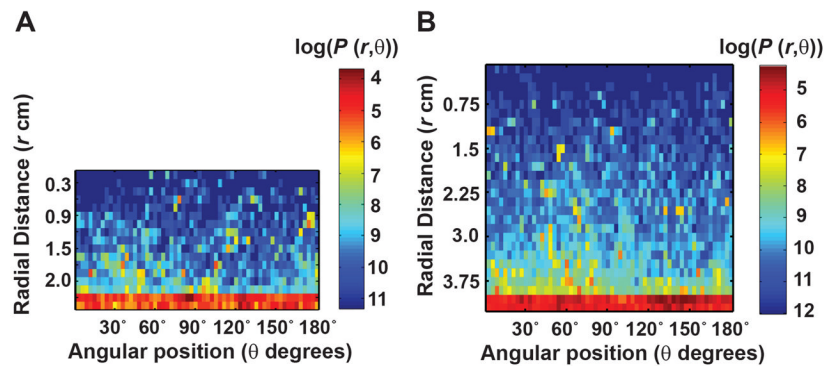 A
log(P (r,θ))
Radial Distance (r cm)
0.3
0.9
1.5
2.0
30° 60° 90° 120° 150° 180°
Angular position (θ degrees)
4
5
6
7
8
9
10
11
B
log(P (r,θ))
Radial Distance (r cm)
0.75
1.5
2.25
3.0
3.75
30° 60° 90° 120° 150° 180°
Angular position (θ degrees)
5
6
7
8
9
10
11
12